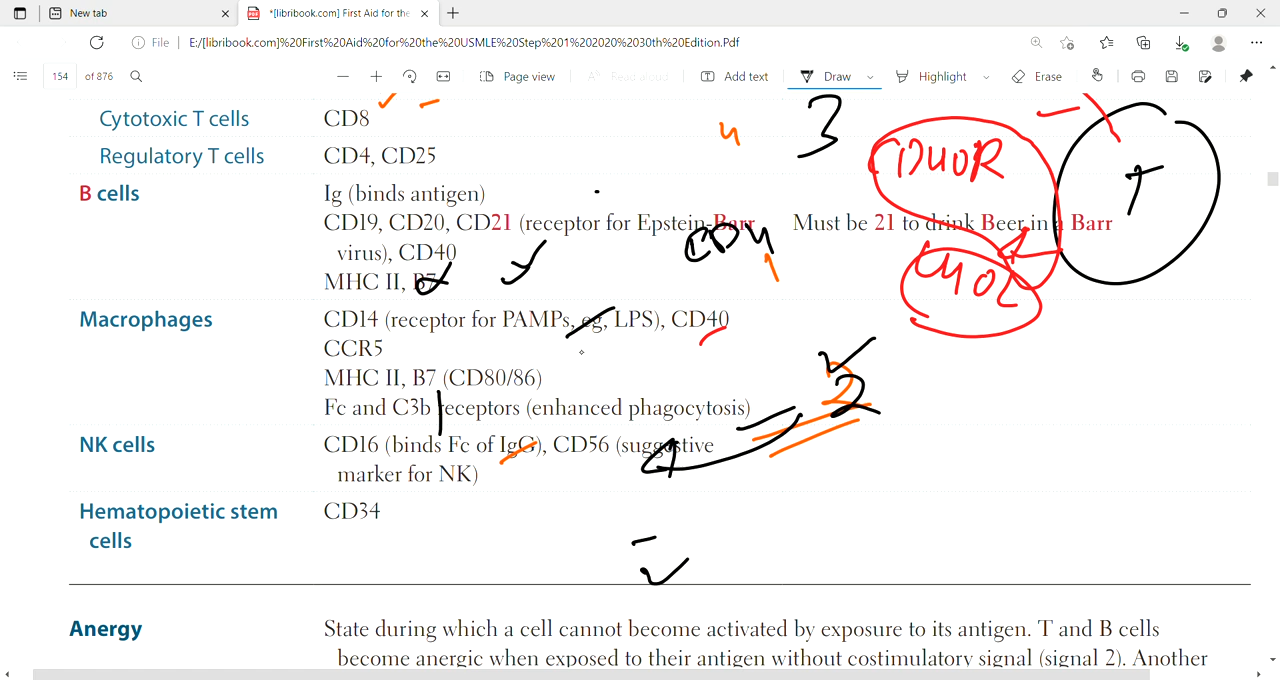 New tab
*[libribook.com] First Aid for the
File
E:/[libribook.com]%20First%20Aid%20for%20the%20USMLE%20Step%201%202020%2030th%20Edition.Pdf
154 of 876
Page view
Read aloud
Add text
Draw
Highlight
Erase
Cytotoxic T cells CD8
Regulatory T cells CD4, CD25
B cells Ig (binds antigen)
CD19, CD20, CD21 (receptor for Epstein-Barr Must be 21 to drink Beer in a Barr
virus), CD40
MHC II, B7
Macrophages CD14 (receptor for PAMPs, eg, LPS), CD40
CCR5
MHC II, B7 (CD80/86)
Fc and C3b receptors (enhanced phagocytosis)
NK cells CD16 (binds Fc of IgG), CD56 (suggestive
marker for NK)
Hematopoietic stem CD34
cells
Anergy State during which a cell cannot become activated by exposure to its antigen. T and B cells
become anergic when exposed to their antigen without costimulatory signal (signal 2). Another
4
3
T
2